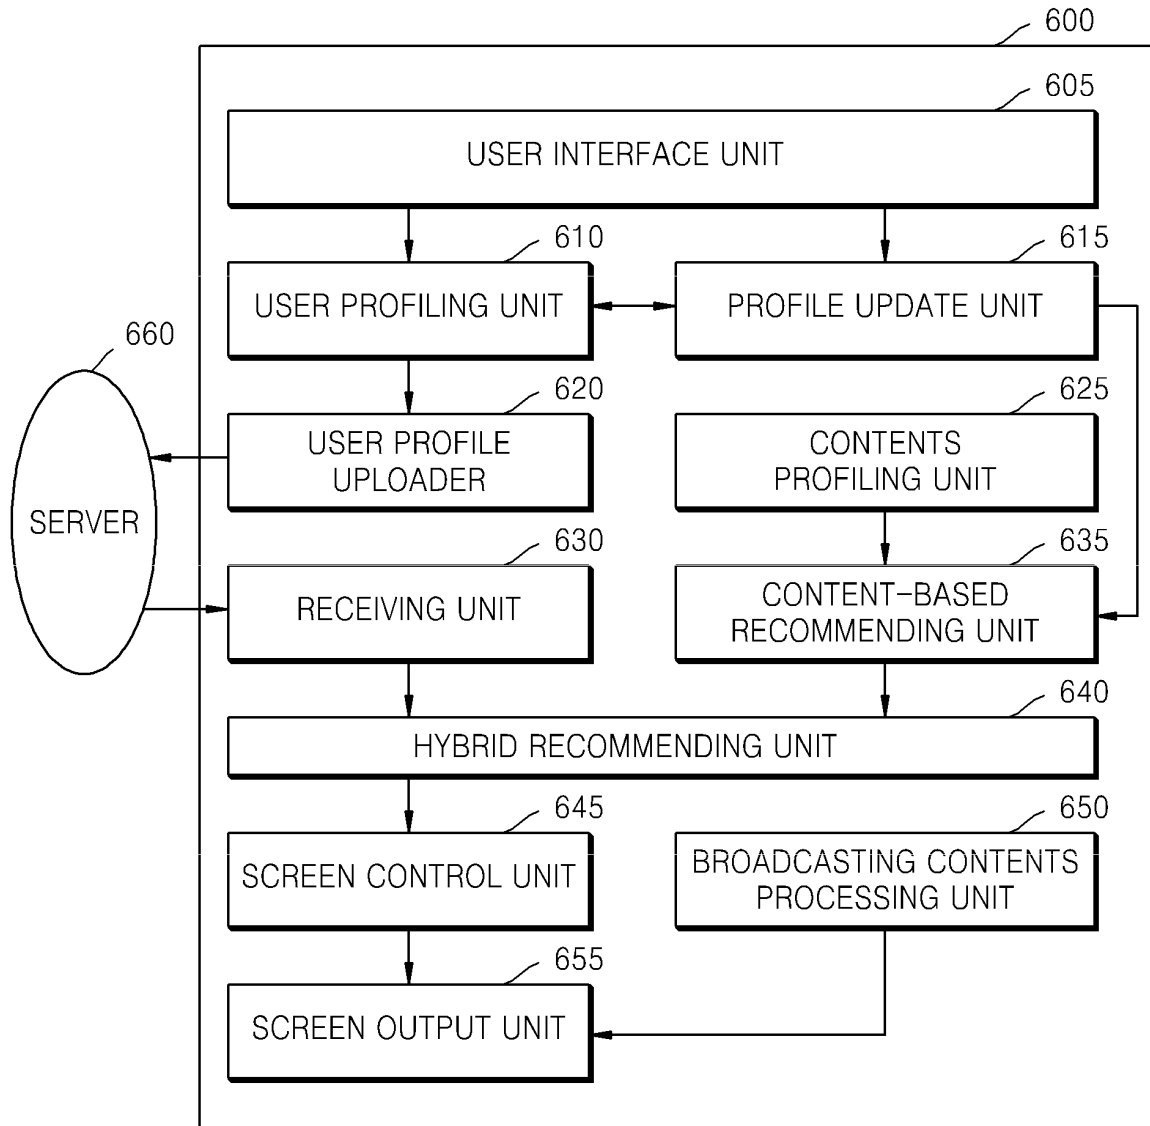 600
605
USER INTERFACE UNIT
610
615
USER PROFILING UNIT
PROFILE UPDATE UNIT
660
620
625
USER PROFILE
UPLOADER
CONTENTS
PROFILING UNIT
SERVER
630
635
RECEIVING UNIT
CONTENT-BASED
RECOMMENDING UNIT
640
HYBRID RECOMMENDING UNIT
645
650
SCREEN CONTROL UNIT
BROADCASTING CONTENTS
PROCESSING UNIT
655
SCREEN OUTPUT UNIT